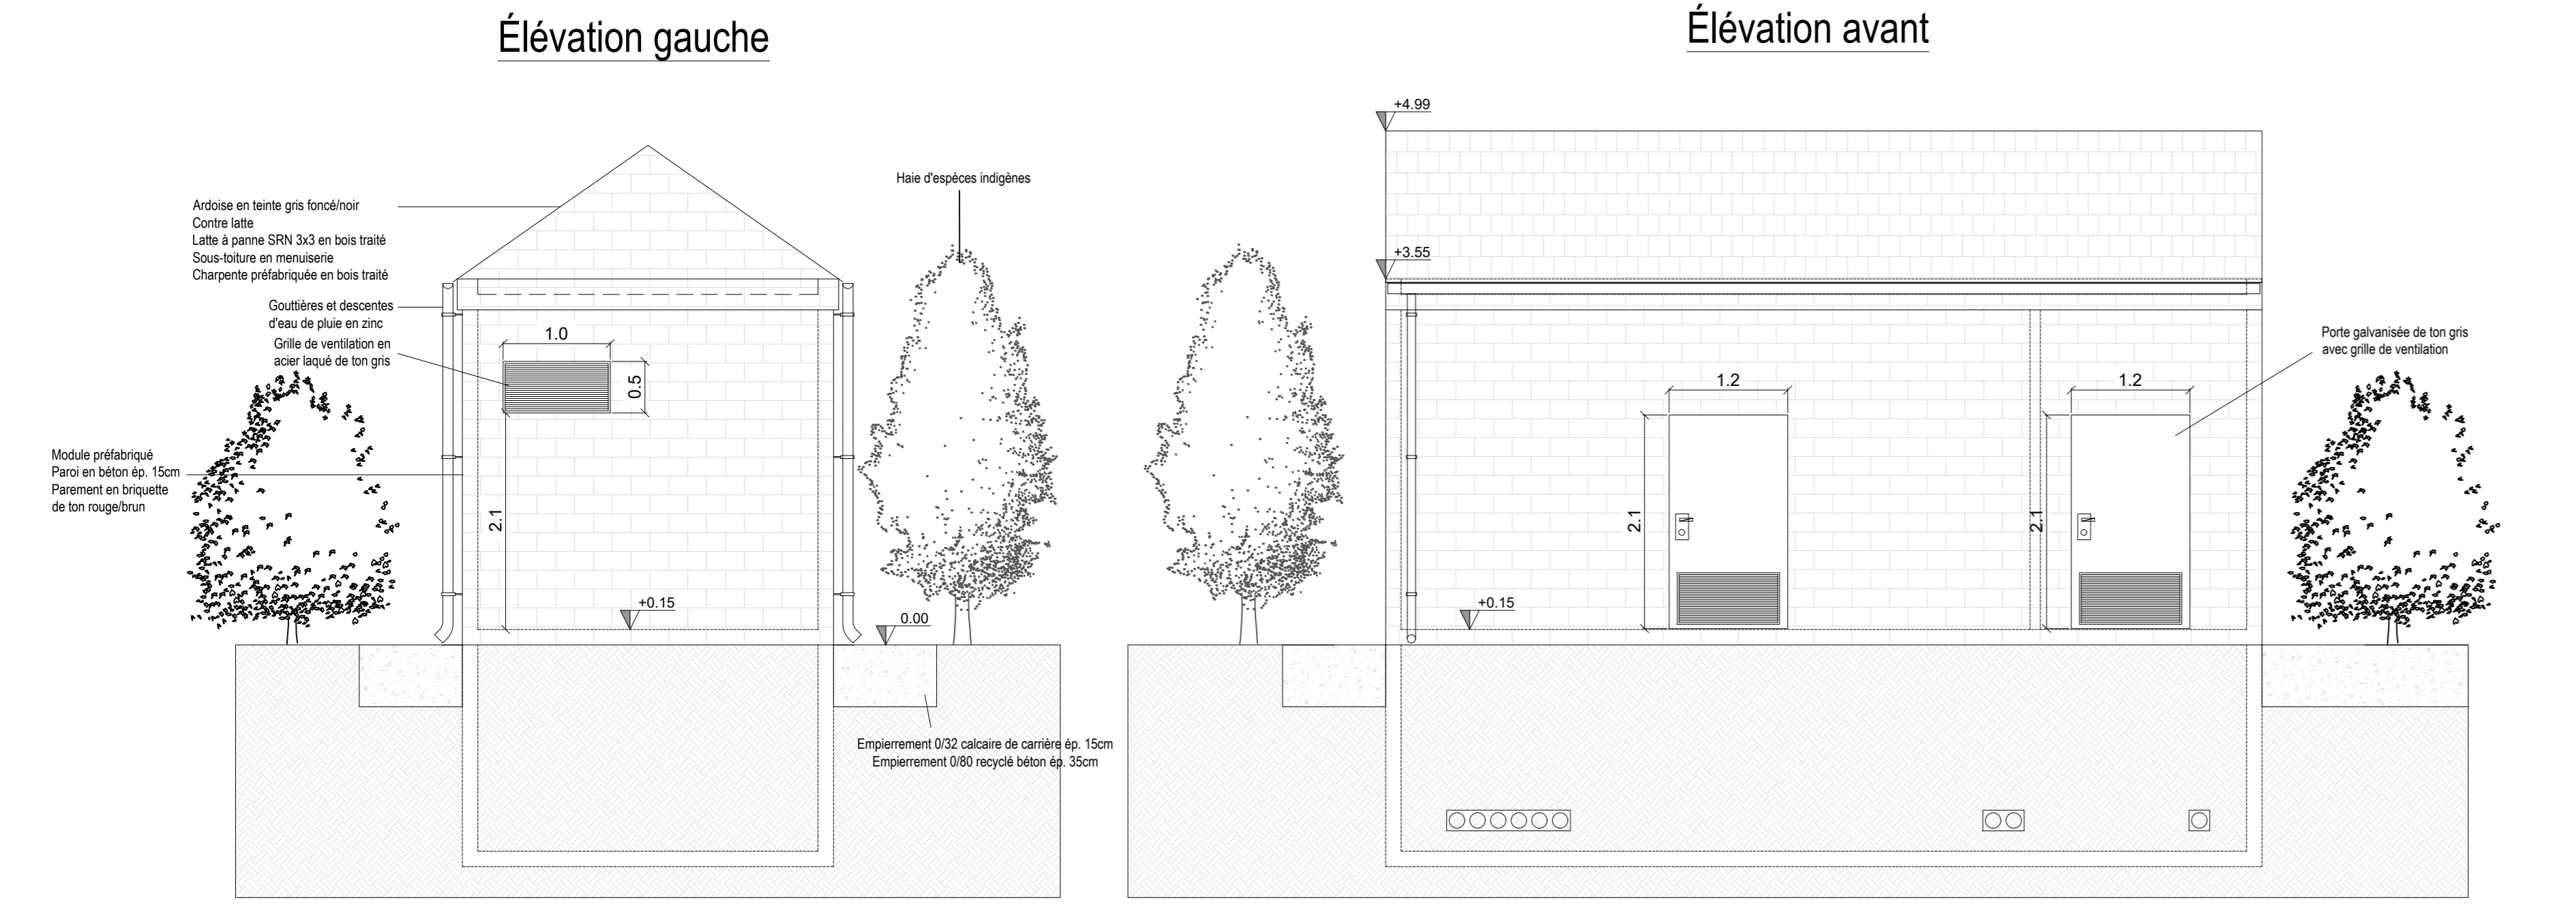 Élévation gauche
Ardoise en teinte gris foncé/noir
Contre latte
Latte à panne SRN 3x3 en bois traité
Sous-toiture en menuiserie
Charpente préfabriquée en bois traité
Gouttières et descentes
d'eau de pluie en zinc
Grille de ventilation en
acier laqué de ton gris
Module préfabriqué
Paroi en béton ép. 15cm
Parement en briquette
de ton rouge/brun
1.0
0.5
2.1
+0.15
0.00
Haie d'espèces indigènes
Empierrement 0/32 calcaire de carrière ép. 15cm
Empierrement 0/80 recyclé béton ép. 35cm
Élévation avant
+4.99
+3.55
1.2
2.1
+0.15
1.2
2.1
Porte galvanisée de ton gris
avec grille de ventilation